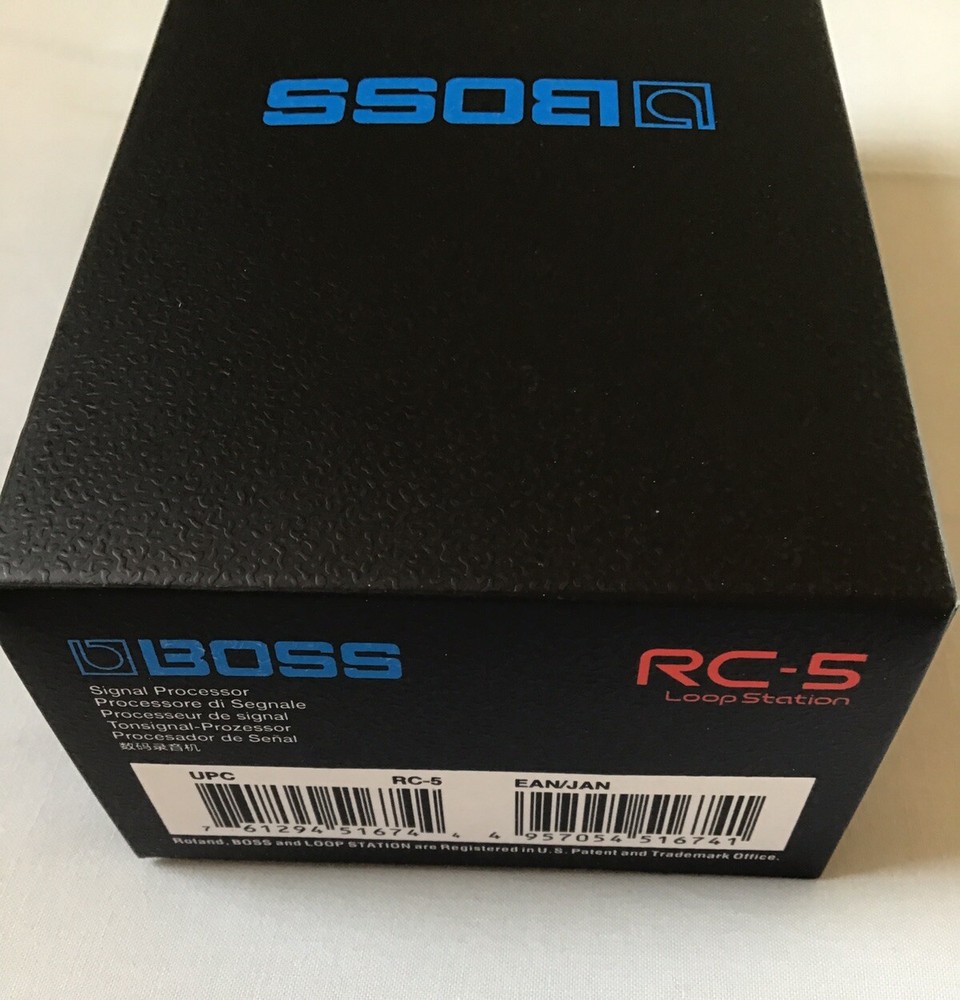 BOSS
BOSS
RC-5
Loop Station
Signal Processor
Processore di Segnale
Processeur de signal
Tonsignal-Prozessor
Procesador de Señal
数码录音机
UPC RC-5 EAN/JAN
7 61294 51674 4 4 957054 516741
Roland, BOSS and LOOP STATION are Registered in U.S. Patent and Trademark Office.